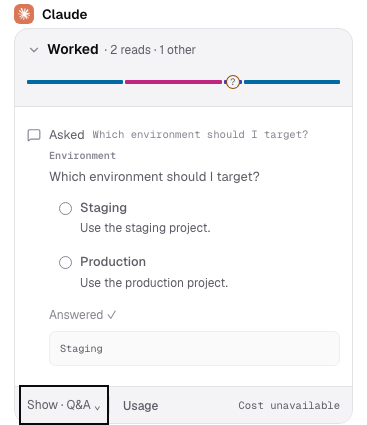 Claude
Worked · 2 reads · 1 other
?
Asked Which environment should I target?
Environment
Which environment should I target?
Staging
Use the staging project.
Production
Use the production project.
Answered ✓
Staging
Show · Q&A Usage Cost unavailable